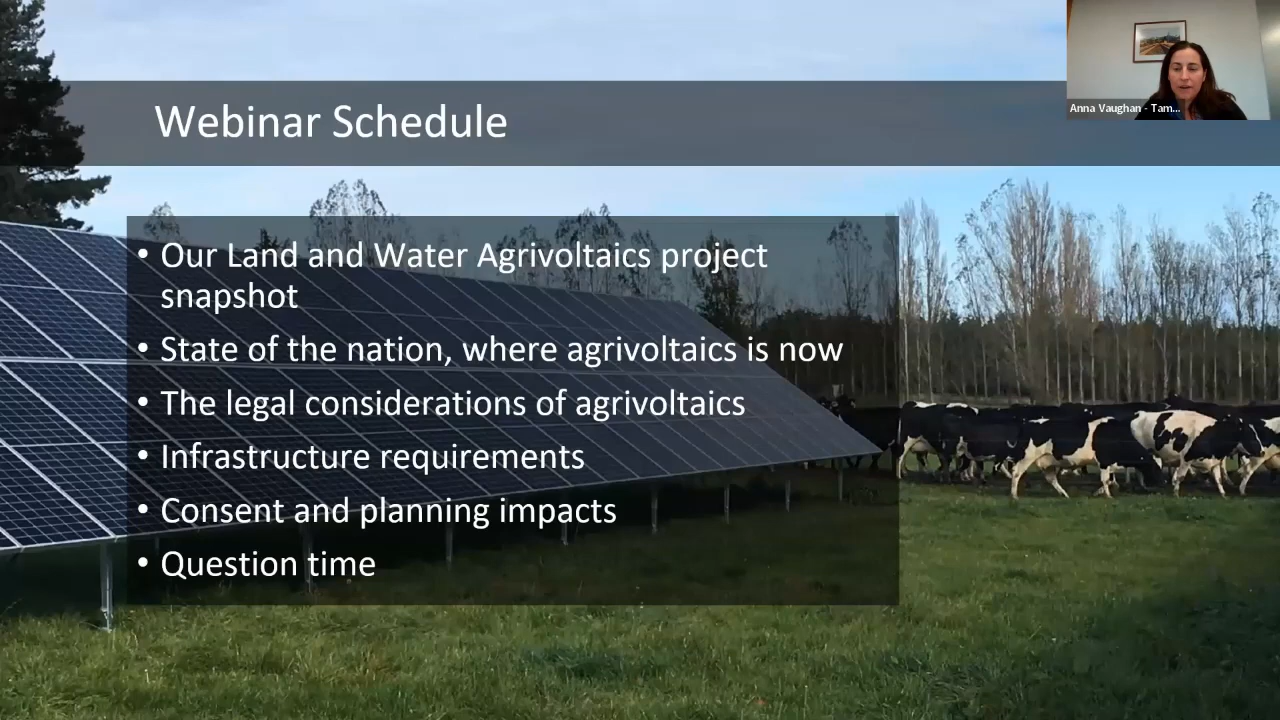 Webinar Schedule
Anna Vaughan - Tam...
• Our Land and Water Agrivoltaics project
snapshot
• State of the nation, where agrivoltaics is now
• The legal considerations of agrivoltaics
• Infrastructure requirements
• Consent and planning impacts
• Question time